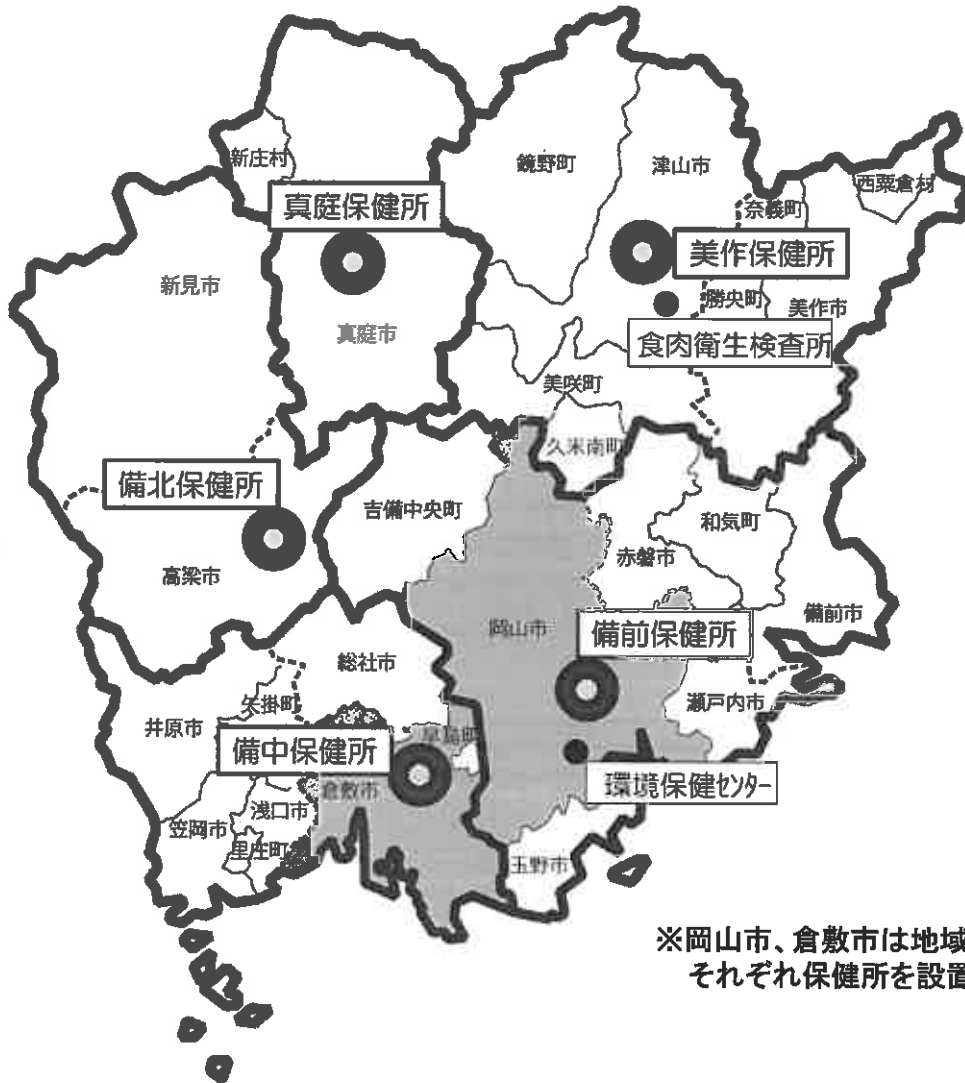 新庄村
鏡野町
津山市
西粟倉村
奈義町
真庭保健所
美作保健所
新見市
勝央町
美作市
真庭市
食肉衛生検査所
美咲町
久米南町
備北保健所
吉備中央町
和気町
赤磐市
高梁市
備前市
岡山市
備前保健所
総社市
矢掛町
瀬戸内市
井原市
早島町
備中保健所
環境保健センター
倉敷市
浅口市
笠岡市
里庄町
玉野市
※岡山市、倉敷市は地域
それぞれ保健所を設置